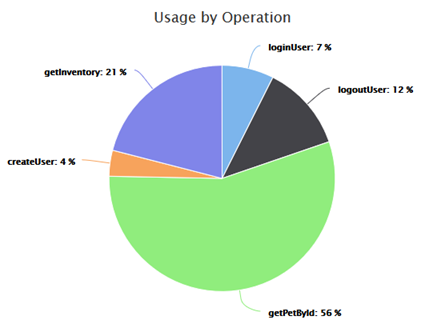 Usage by Operation
loginUser: 7 %
getInventory: 21 %
logoutUser: 12 %
createUser: 4 %
getPetById: 56 %